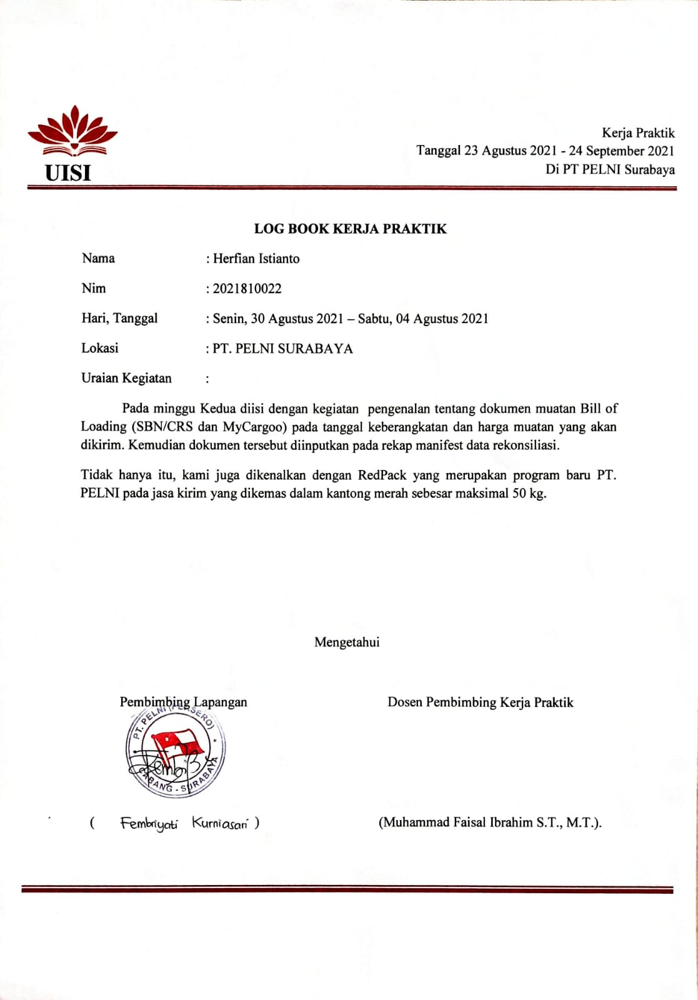 UISI
Kerja Praktik
Tanggal 23 Agustus 2021 - 24 September 2021
Di PT PELNI Surabaya
LOG BOOK KERJA PRAKTIK
Nama : Herfian Istianto
Nim : 2021810022
Hari, Tanggal : Senin, 30 Agustus 2021 – Sabtu, 04 Agustus 2021
Lokasi : PT. PELNI SURABAYA
Uraian Kegiatan :
Pada minggu Kedua diisi dengan kegiatan pengenalan tentang dokumen muatan Bill of
Loading (SBN/CRS dan MyCargoo) pada tanggal keberangkatan dan harga muatan yang akan
dikirim. Kemudian dokumen tersebut diinputkan pada rekap manifest data rekonsiliasi.
Tidak hanya itu, kami juga dikenalkan dengan RedPack yang merupakan program baru PT.
PELNI pada jasa kirim yang dikemas dalam kantong merah sebesar maksimal 50 kg.
Mengetahui
Pembimbing Lapangan Dosen Pembimbing Kerja Praktik
PT. PELNI (PERSERO)
CABANG - SURABAYA
( Fembriyati Kurniasari ) (Muhammad Faisal Ibrahim S.T., M.T.).